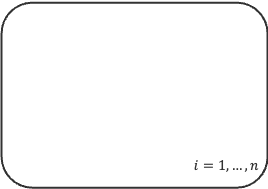 i = 1, ..., n